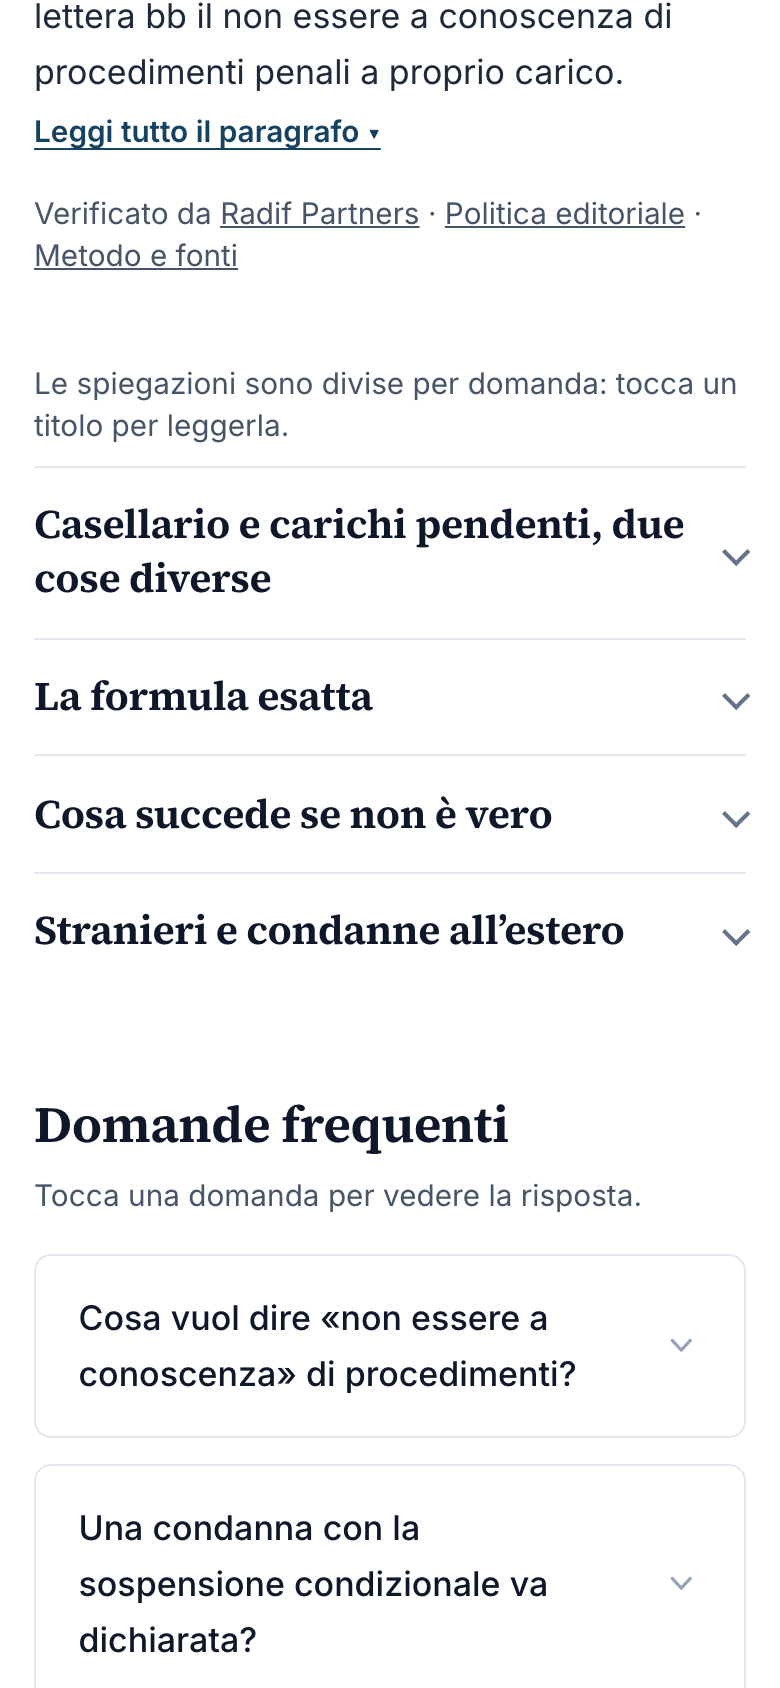 lettera bb il non essere a conoscenza di
procedimenti penali a proprio carico.
Leggi tutto il paragrafo ▾
Verificato da Radif Partners · Politica editoriale ·
Metodo e fonti
Le spiegazioni sono divise per domanda: tocca un
titolo per leggerla.
Casellario e carichi pendenti, due
cose diverse
La formula esatta
Cosa succede se non è vero
Stranieri e condanne all’estero
Domande frequenti
Tocca una domanda per vedere la risposta.
Cosa vuol dire «non essere a
conoscenza» di procedimenti?
Una condanna con la
sospensione condizionale va
dichiarata?